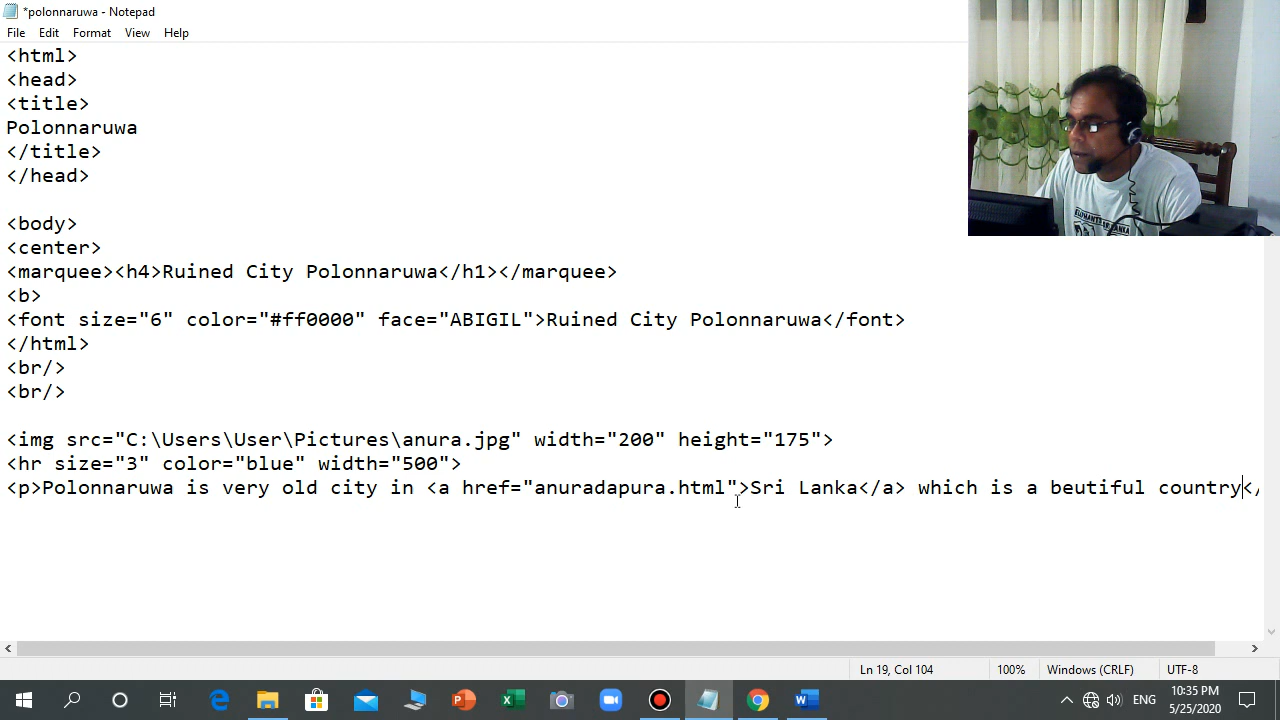 *polonnaruwa - Notepad
File Edit Format View Help
<html>
<head>
<title>
Polonnaruwa
</title>
</head>
<body>
<center>
<marquee><h4>Ruined City Polonnaruwa</h1></marquee>
<b>
<font size="6" color="#ff0000" face="ABIGIL">Ruined City Polonnaruwa</font>
</html>
<br/>
<br/>
<img src="C:\Users\User\Pictures\anura.jpg" width="200" height="175">
<hr size="3" color="blue" width="500">
<p>Polonnaruwa is very old city in <a href="anuradapura.html">Sri Lanka</a> which is a beutiful country</
Ln 19, Col 104 100% Windows (CRLF) UTF-8
ENG 10:35 PM
5/25/2020